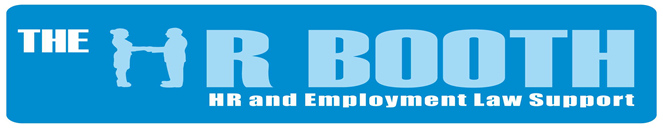 THE HR BOOTH
HR and Employment Law Support